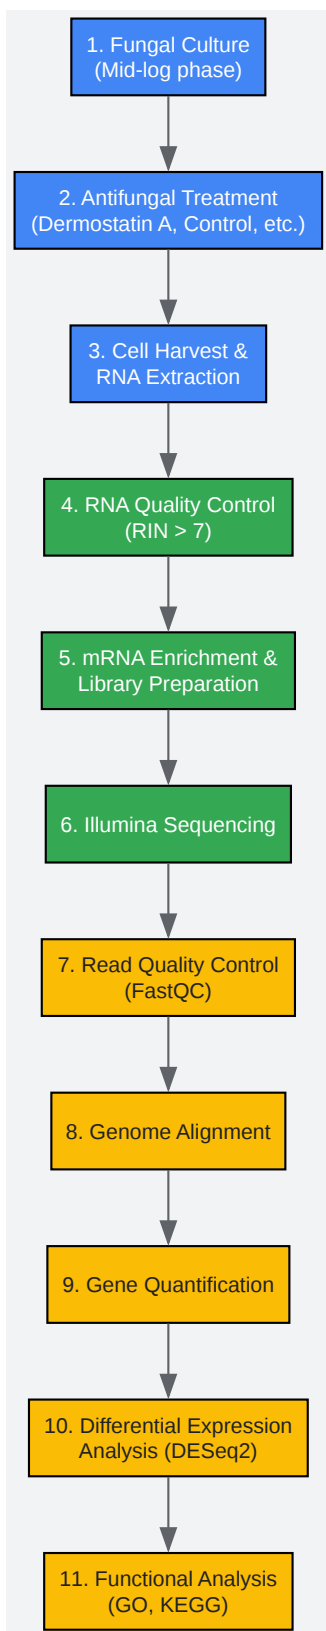 1. Fungal Culture
(Mid-log phase)
2. Antifungal Treatment
(Dermostatin A, Control, etc.)
3. Cell Harvest &
RNA Extraction
4. RNA Quality Control
(RIN > 7)
5. mRNA Enrichment &
Library Preparation
6. Illumina Sequencing
7. Read Quality Control
(FastQC)
8. Genome Alignment
9. Gene Quantification
10. Differential Expression
Analysis (DESeq2)
11. Functional Analysis
(GO, KEGG)